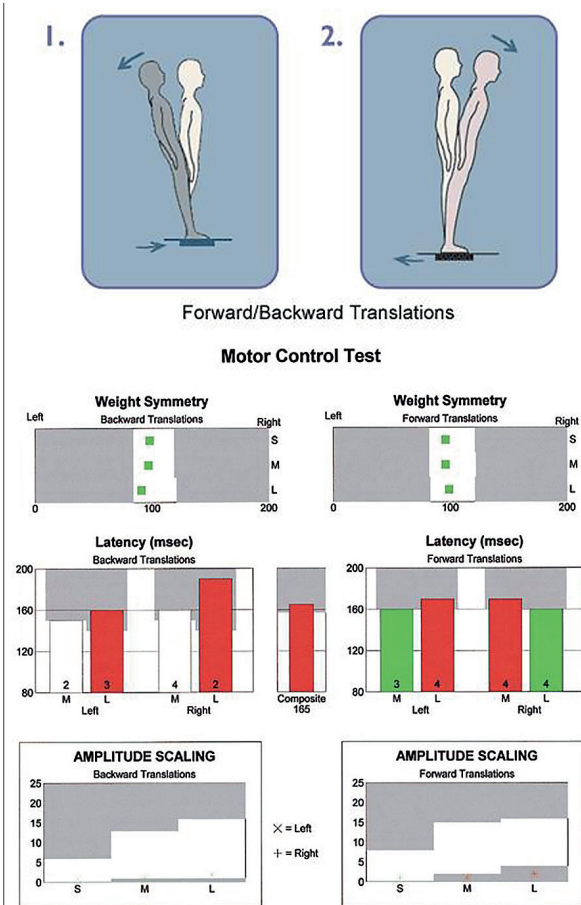 1.
2.
Forward/Backward Translations
Motor Control Test
Weight Symmetry
Left Backward Translations Right
S
M
L
0 100 200
Weight Symmetry
Left Forward Translations Right
S
M
L
0 100 200
Latency (msec)
Backward Translations
200
160
120
80
2 3 4 2
M L M L
Left Right
Composite
165
Latency (msec)
Forward Translations
200
160
120
80
3 4 4 4
M L M L
Left Right
AMPLITUDE SCALING
Backward Translations
25
20
15
10
5
0
S M L
× = Left
+ = Right
AMPLITUDE SCALING
Forward Translations
25
20
15
10
5
0
S M L